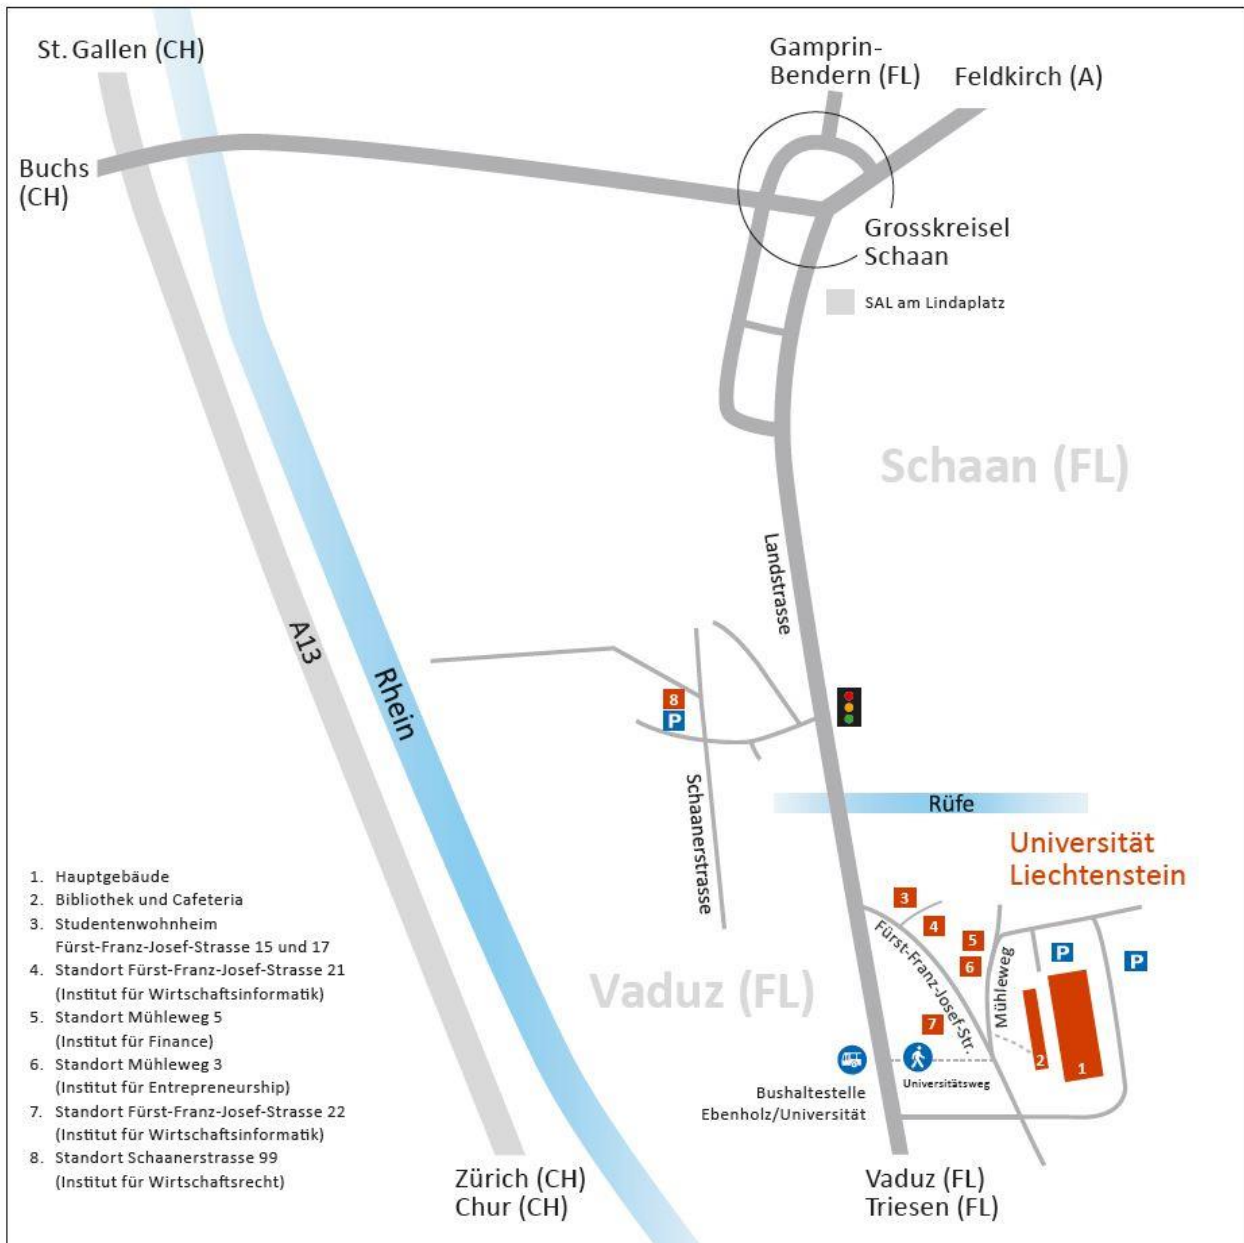 St. Gallen (CH)
Gamprin-
Bendern (FL)
Feldkirch (A)
Buchs
(CH)
Grosskreisel
Schaan
SAL am Lindaplatz
Schaan (FL)
Landstrasse
A13
Rhein
8
P
Schaanerstrasse
Rüfe
Universität
Liechtenstein
3
4
5
6
Fürst-Franz-Josef-Str.
Mühleweg
P
P
7
2
1
Vaduz (FL)
Universitätsweg
Bushaltestelle
Ebenholz/Universität
1. Hauptgebäude
2. Bibliothek und Cafeteria
3. Studentenwohnheim
Fürst-Franz-Josef-Strasse 15 und 17
4. Standort Fürst-Franz-Josef-Strasse 21
(Institut für Wirtschaftsinformatik)
5. Standort Mühleweg 5
(Institut für Finance)
6. Standort Mühleweg 3
(Institut für Entrepreneurship)
7. Standort Fürst-Franz-Josef-Strasse 22
(Institut für Wirtschaftsinformatik)
8. Standort Schaanerstrasse 99
(Institut für Wirtschaftsrecht)
Zürich (CH)
Chur (CH)
Vaduz (FL)
Triesen (FL)